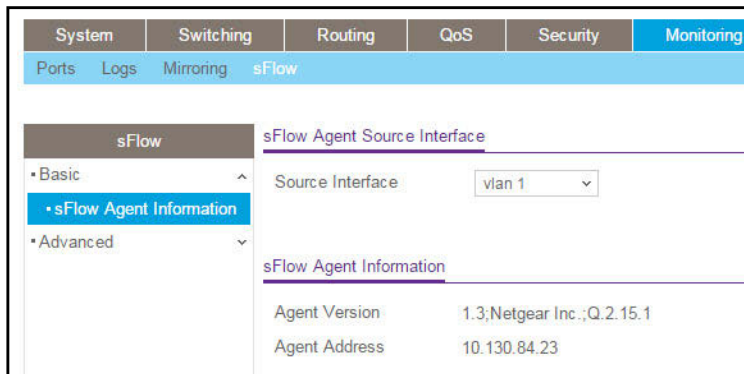 System Switching Routing QoS Security Monitoring
Ports Logs Mirroring sFlow
sFlow
Basic
sFlow Agent Information
Advanced
sFlow Agent Source Interface
Source Interface vlan 1
sFlow Agent Information
Agent Version 1.3;Netgear Inc.;Q.2.15.1
Agent Address 10.130.84.23